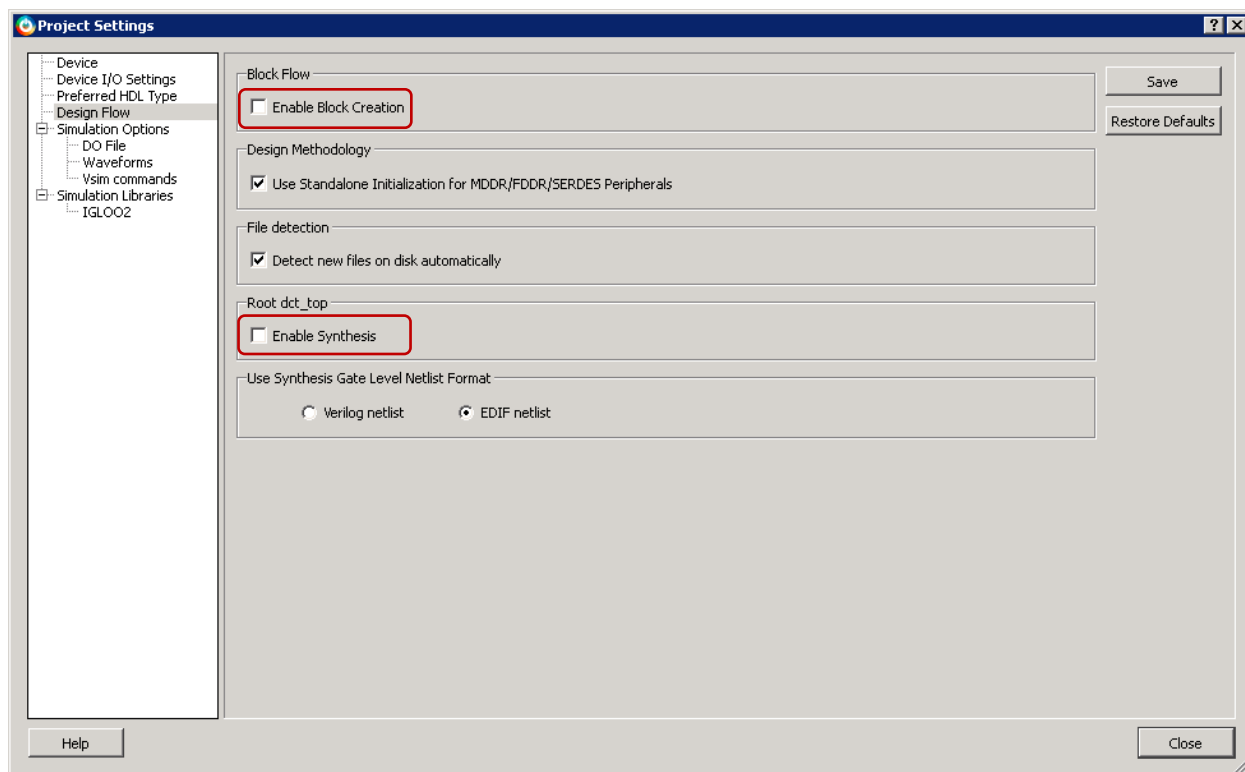 Project Settings
Device
Device I/O Settings
Preferred HDL Type
Design Flow
Simulation Options
DO File
Waveforms
Vsim commands
Simulation Libraries
IGLOO2
Block Flow
Enable Block Creation
Design Methodology
Use Standalone Initialization for MDDR/FDDR/SERDES Peripherals
File detection
Detect new files on disk automatically
Root dct_top
Enable Synthesis
Use Synthesis Gate Level Netlist Format
Verilog netlist EDIF netlist
Save
Restore Defaults
Help
Close